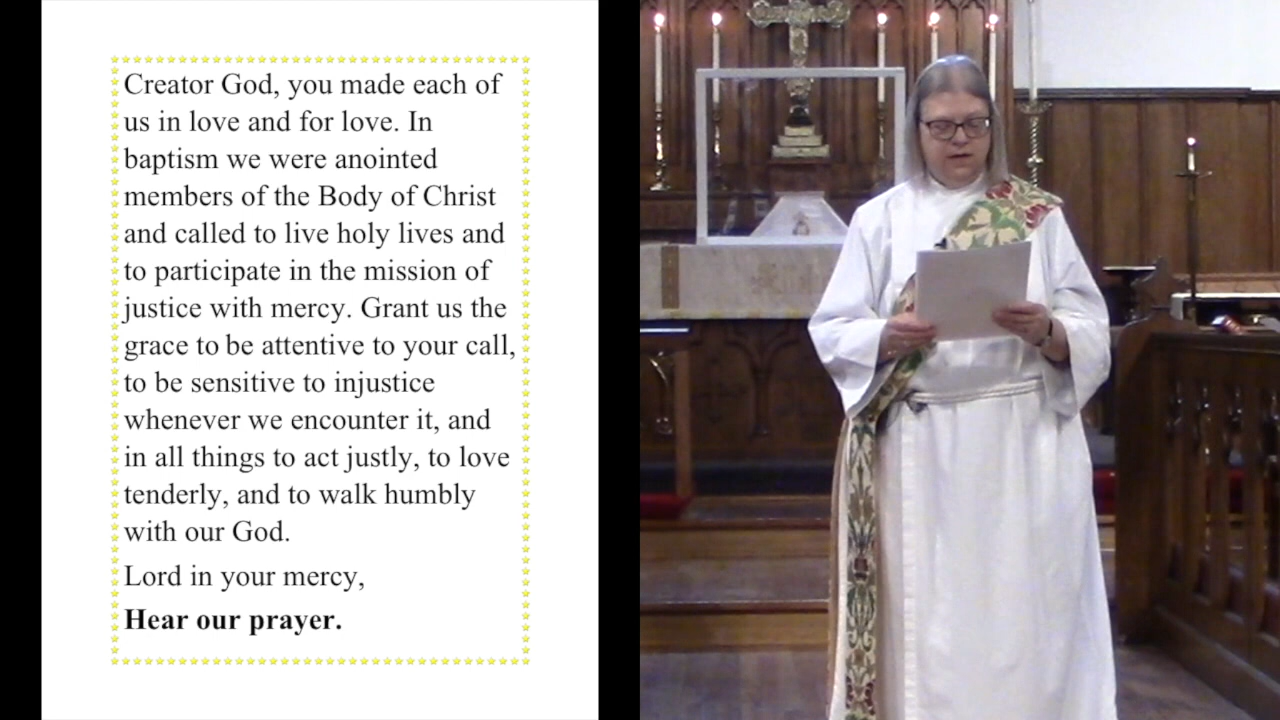 Creator God, you made each of
us in love and for love. In
baptism we were anointed
members of the Body of Christ
and called to live holy lives and
to participate in the mission of
justice with mercy. Grant us the
grace to be attentive to your call,
to be sensitive to injustice
whenever we encounter it, and
in all things to act justly, to love
tenderly, and to walk humbly
with our God.
Lord in your mercy,
Hear our prayer.